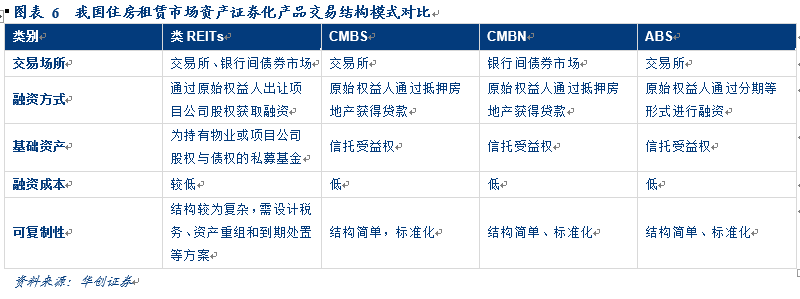 图表 6 我国住房租赁市场资产证券化产品交易结构模式对比
类别 类 REITs CMBS CMBN ABS
交易场所 交易所、银行间债券市场 交易所 银行间债券市场 交易所
融资方式 通过原始权益人出让项目公司股权获取融资 原始权益人通过抵押房地产获得贷款 原始权益人通过抵押房地产获得贷款 原始权益人通过分期等形式进行融资
基础资产 为持有物业或项目公司股权与债权的私募基金 信托受益权 信托受益权 信托受益权
融资成本 较低 低 低 低
可复制性 结构较为复杂，需设计税务、资产重组和到期处置等方案 结构简单，标准化 结构简单、标准化 结构简单、标准化
资料来源：华创证券